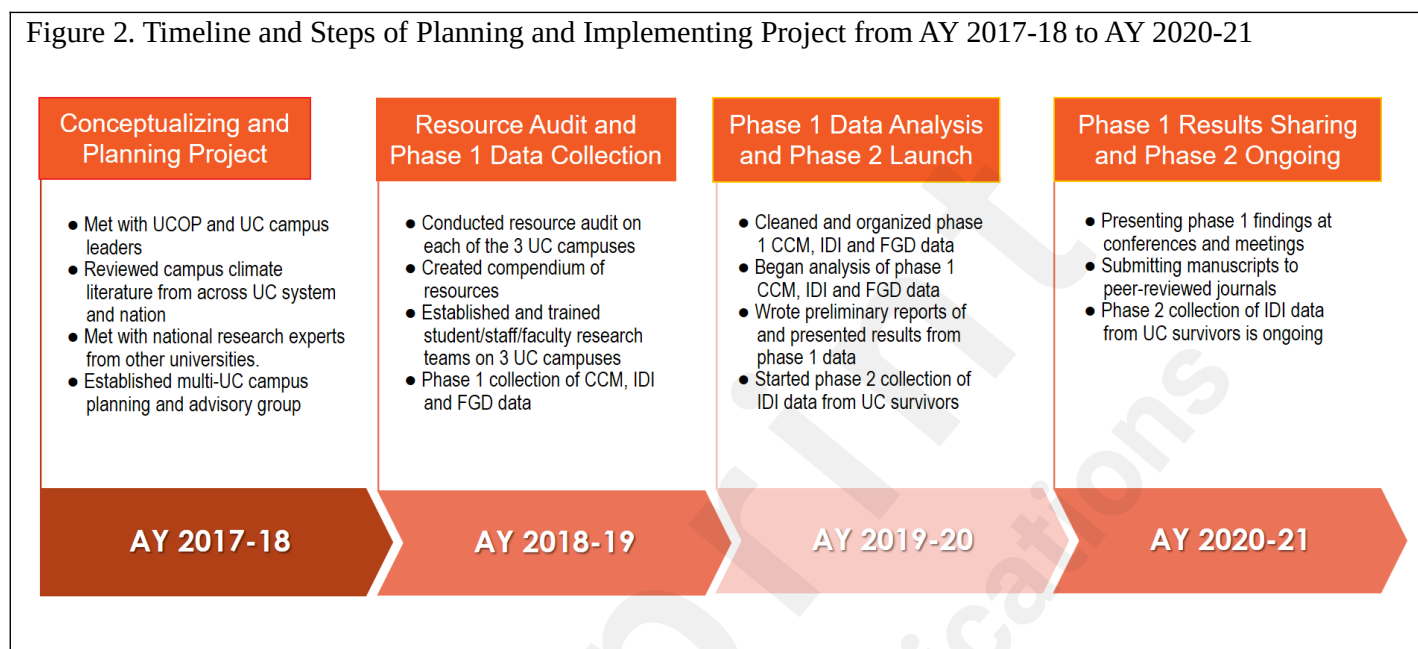 Figure 2. Timeline and Steps of Planning and Implementing Project from AY 2017-18 to AY 2020-21
Conceptualizing and
Planning Project
● Met with UCOP and UC campus
leaders
● Reviewed campus climate
literature from across UC system
and nation
● Met with national research experts
from other universities.
● Established multi-UC campus
planning and advisory group
AY 2017-18
Resource Audit and
Phase 1 Data Collection
● Conducted resource audit on
each of the 3 UC campuses
● Created compendium of
resources
● Established and trained
student/staff/faculty research
teams on 3 UC campuses
● Phase 1 collection of CCM, IDI
and FGD data
AY 2018-19
Phase 1 Data Analysis
and Phase 2 Launch
● Cleaned and organized phase
1 CCM, IDI and FGD data
● Began analysis of phase 1
CCM, IDI and FGD data
● Wrote preliminary reports of
and presented results from
phase 1 data
● Started phase 2 collection of
IDI data from UC survivors
AY 2019-20
Phase 1 Results Sharing
and Phase 2 Ongoing
● Presenting phase 1 findings at
conferences and meetings
● Submitting manuscripts to
peer-reviewed journals
● Phase 2 collection of IDI data
from UC survivors is ongoing
AY 2020-21